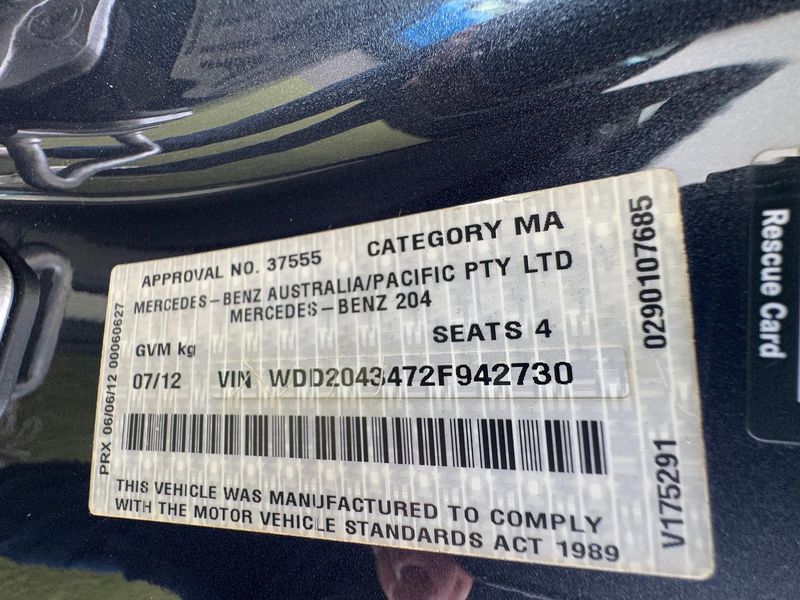 APPROVAL NO. 37555
CATEGORY MA
MERCEDES-BENZ AUSTRALIA/PACIFIC PTY LTD
MERCEDES-BENZ 204
GVM kg
SEATS 4
07/12
VIN WDD2043472F942730
THIS VEHICLE WAS MANUFACTURED TO COMPLY
WITH THE MOTOR VEHICLE STANDARDS ACT 1989
PRX 06/06/12 00060627
0290107685
V175291
Rescue Card